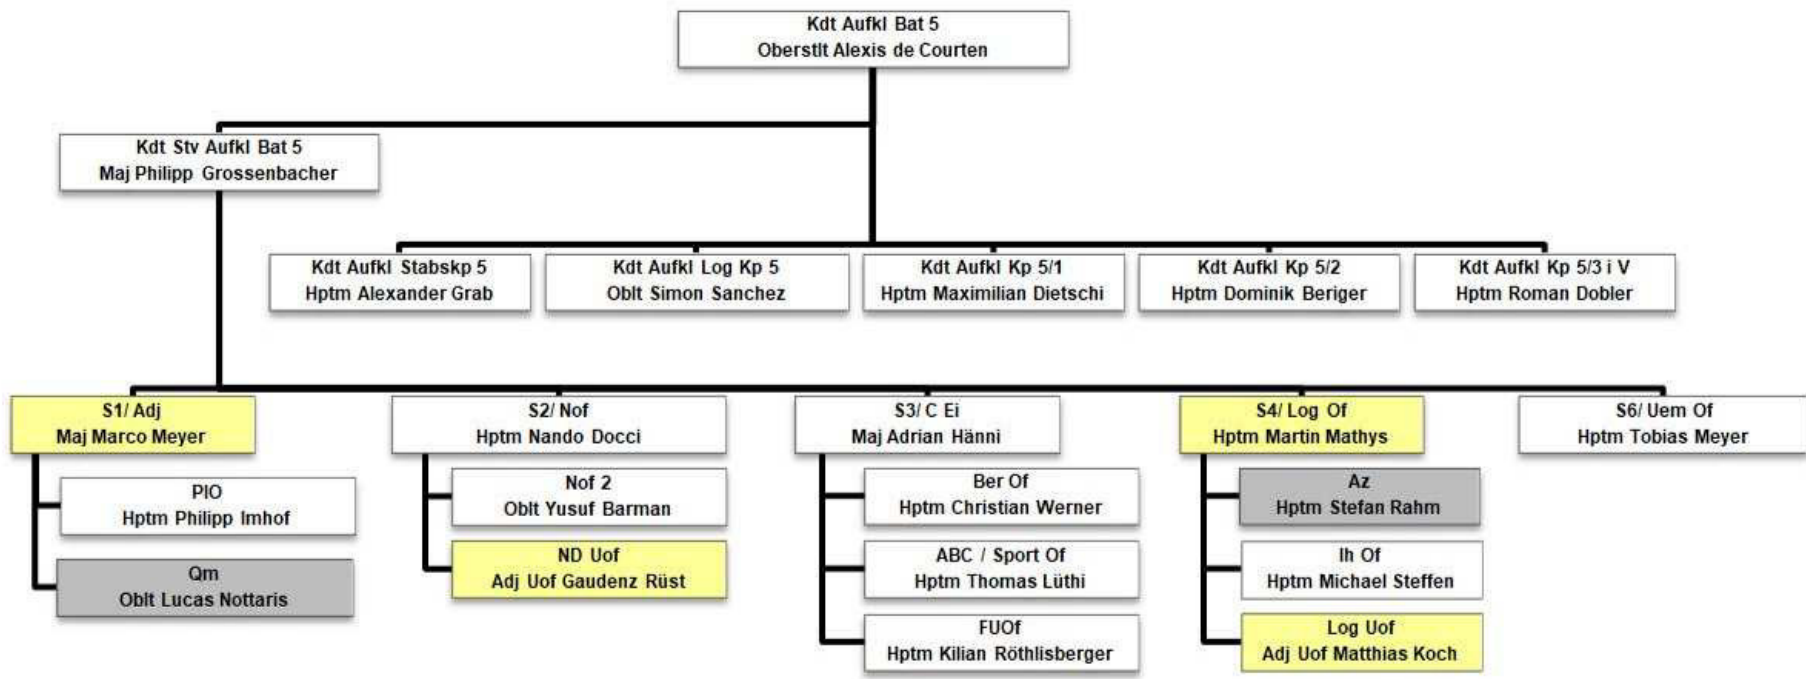 Kdt Aufkl Bat 5
Oberstlt Alexis de Courten
Kdt Stv Aufkl Bat 5
Maj Philipp Grossenbacher
Kdt Aufkl Stabskp 5
Hptm Alexander Grab
Kdt Aufkl Log Kp 5
Oblt Simon Sanchez
Kdt Aufkl Kp 5/1
Hptm Maximilian Dietschi
Kdt Aufkl Kp 5/2
Hptm Dominik Beriger
Kdt Aufkl Kp 5/3 i V
Hptm Roman Dobler
S1/ Adj
Maj Marco Meyer
PIO
Hptm Philipp Imhof
Qm
Oblt Lucas Nottaris
S2/ Nof
Hptm Nando Docci
Nof 2
Oblt Yusuf Barman
ND Uof
Adj Uof Gaudenz Rüst
S3/ C Ei
Maj Adrian Hänni
Ber Of
Hptm Christian Werner
ABC / Sport Of
Hptm Thomas Lüthi
FUOf
Hptm Kilian Röthlisberger
S4/ Log Of
Hptm Martin Mathys
Az
Hptm Stefan Rahm
Ih Of
Hptm Michael Steffen
Log Uof
Adj Uof Matthias Koch
S6/ Uem Of
Hptm Tobias Meyer